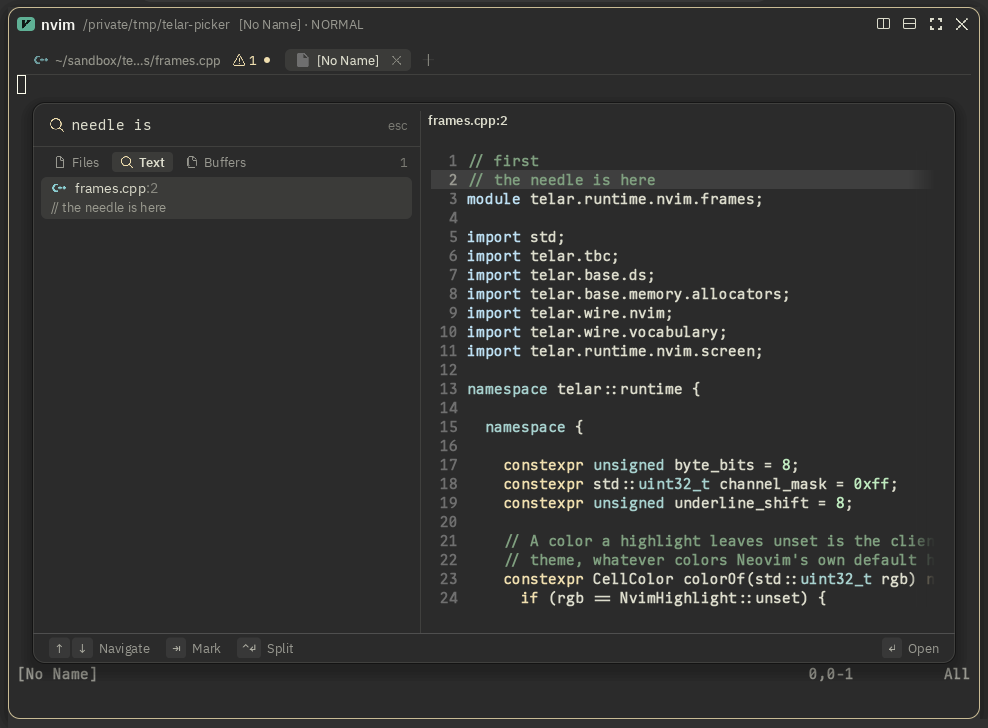 nvim /private/tmp/telar-picker [No Name] · NORMAL
C++ ~/sandbox/te…s/frames.cpp 1 ● [No Name]
needle is esc
Files Text Buffers 1
C++ frames.cpp:2
// the needle is here
frames.cpp:2
1 // first
2 // the needle is here
3 module telar.runtime.nvim.frames;
4
5 import std;
6 import telar.tbc;
7 import telar.base.ds;
8 import telar.base.memory.allocators;
9 import telar.wire.nvim;
10 import telar.wire.vocabulary;
11 import telar.runtime.nvim.screen;
12
13 namespace telar::runtime {
14
15 namespace {
16
17 constexpr unsigned byte_bits = 8;
18 constexpr std::uint32_t channel_mask = 0xff;
19 constexpr unsigned underline_shift = 8;
20
21 // A color a highlight leaves unset is the clien
22 // theme, whatever colors Neovim's own default h
23 constexpr CellColor colorOf(std::uint32_t rgb) n
24 if (rgb == NvimHighlight::unset) {
↑ ↓ Navigate ⇥ Mark ^↵ Split ↵ Open
[No Name] 0,0-1 All